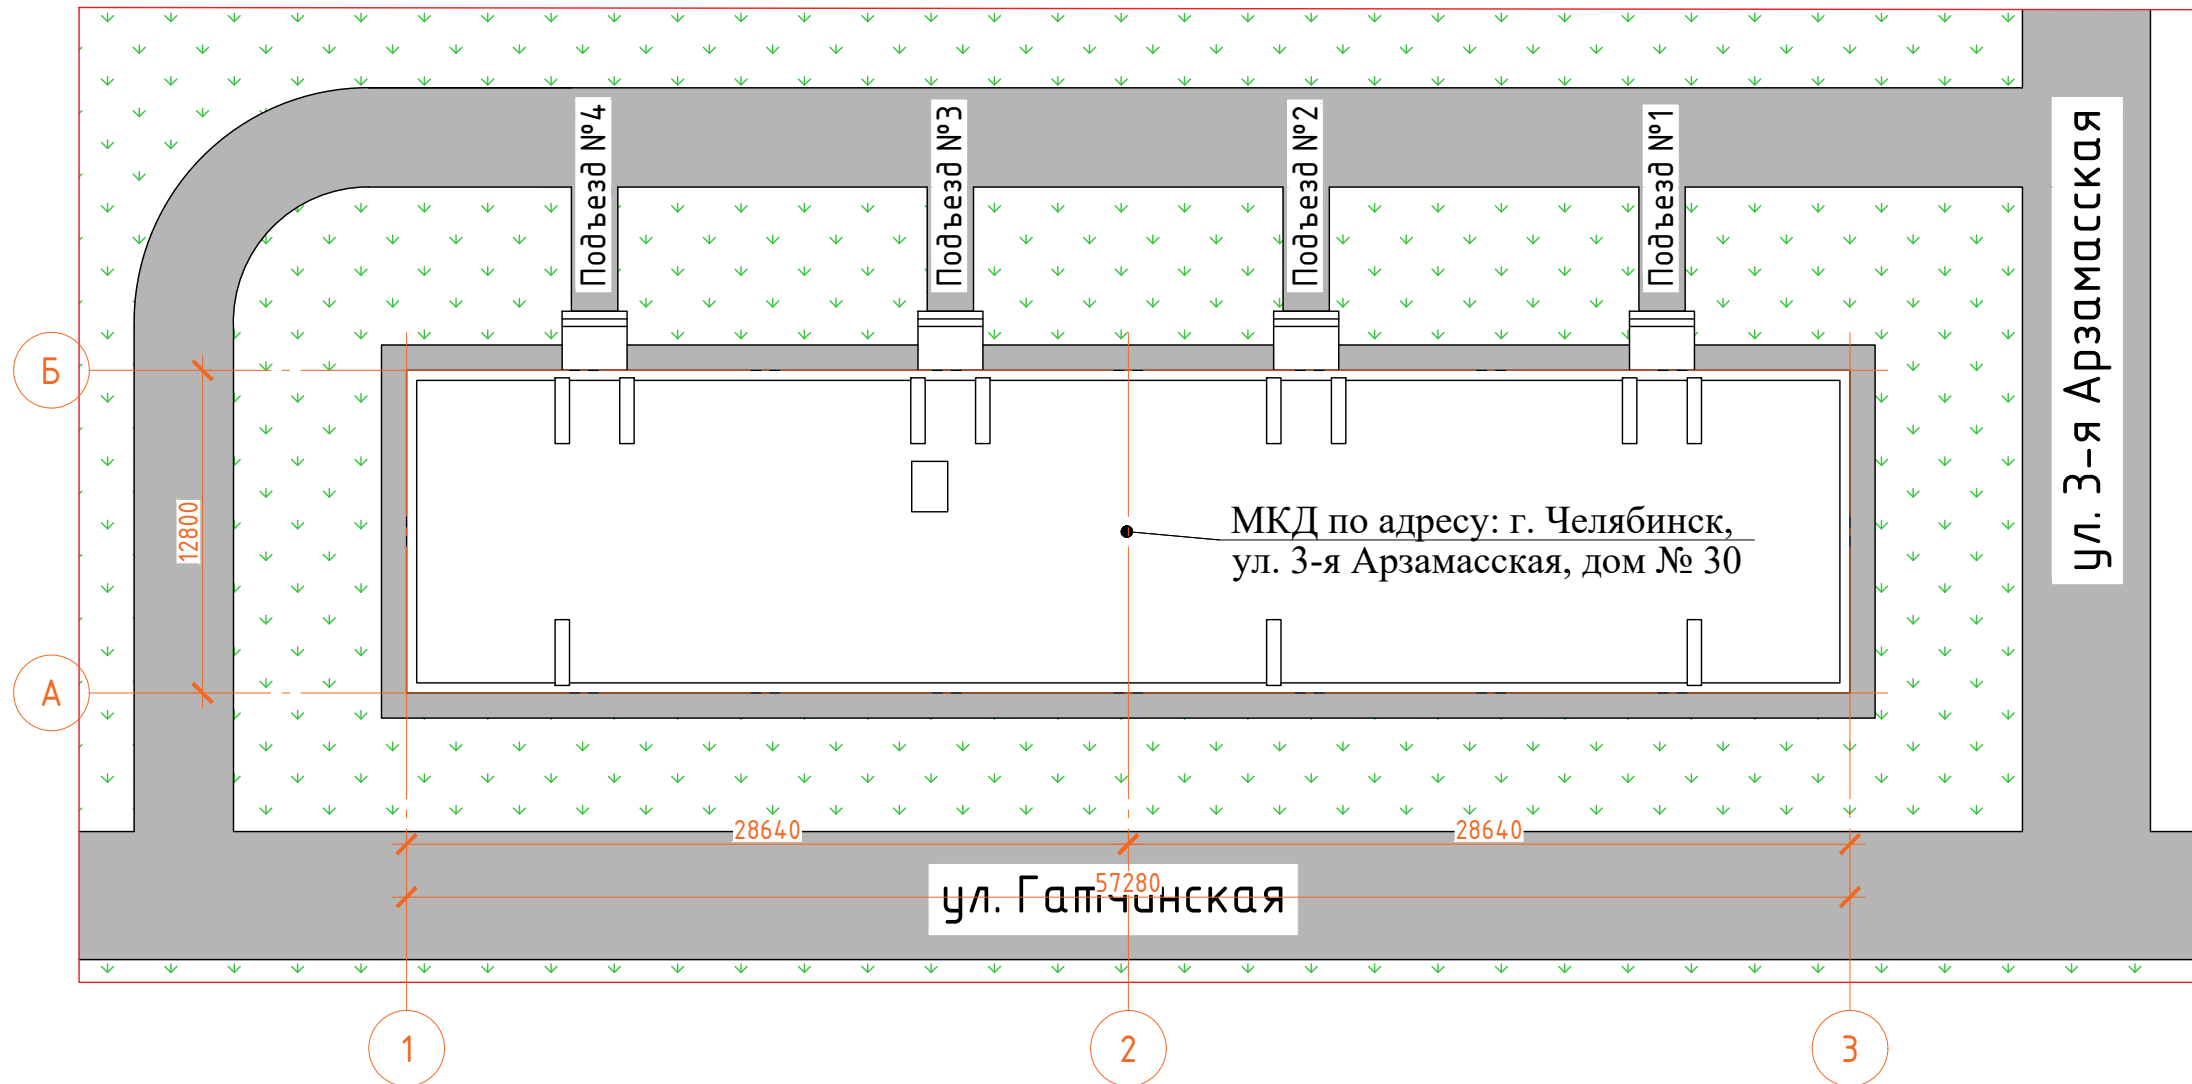 Подъезд №4
Подъезд №3
Подъезд №2
Подъезд №1
ул. 3-я Арзамасская
Б
12800
МКД по адресу: г. Челябинск,
ул. 3-я Арзамасская, дом № 30
А
28640
28640
57280
ул. Гатчинская
1
2
3